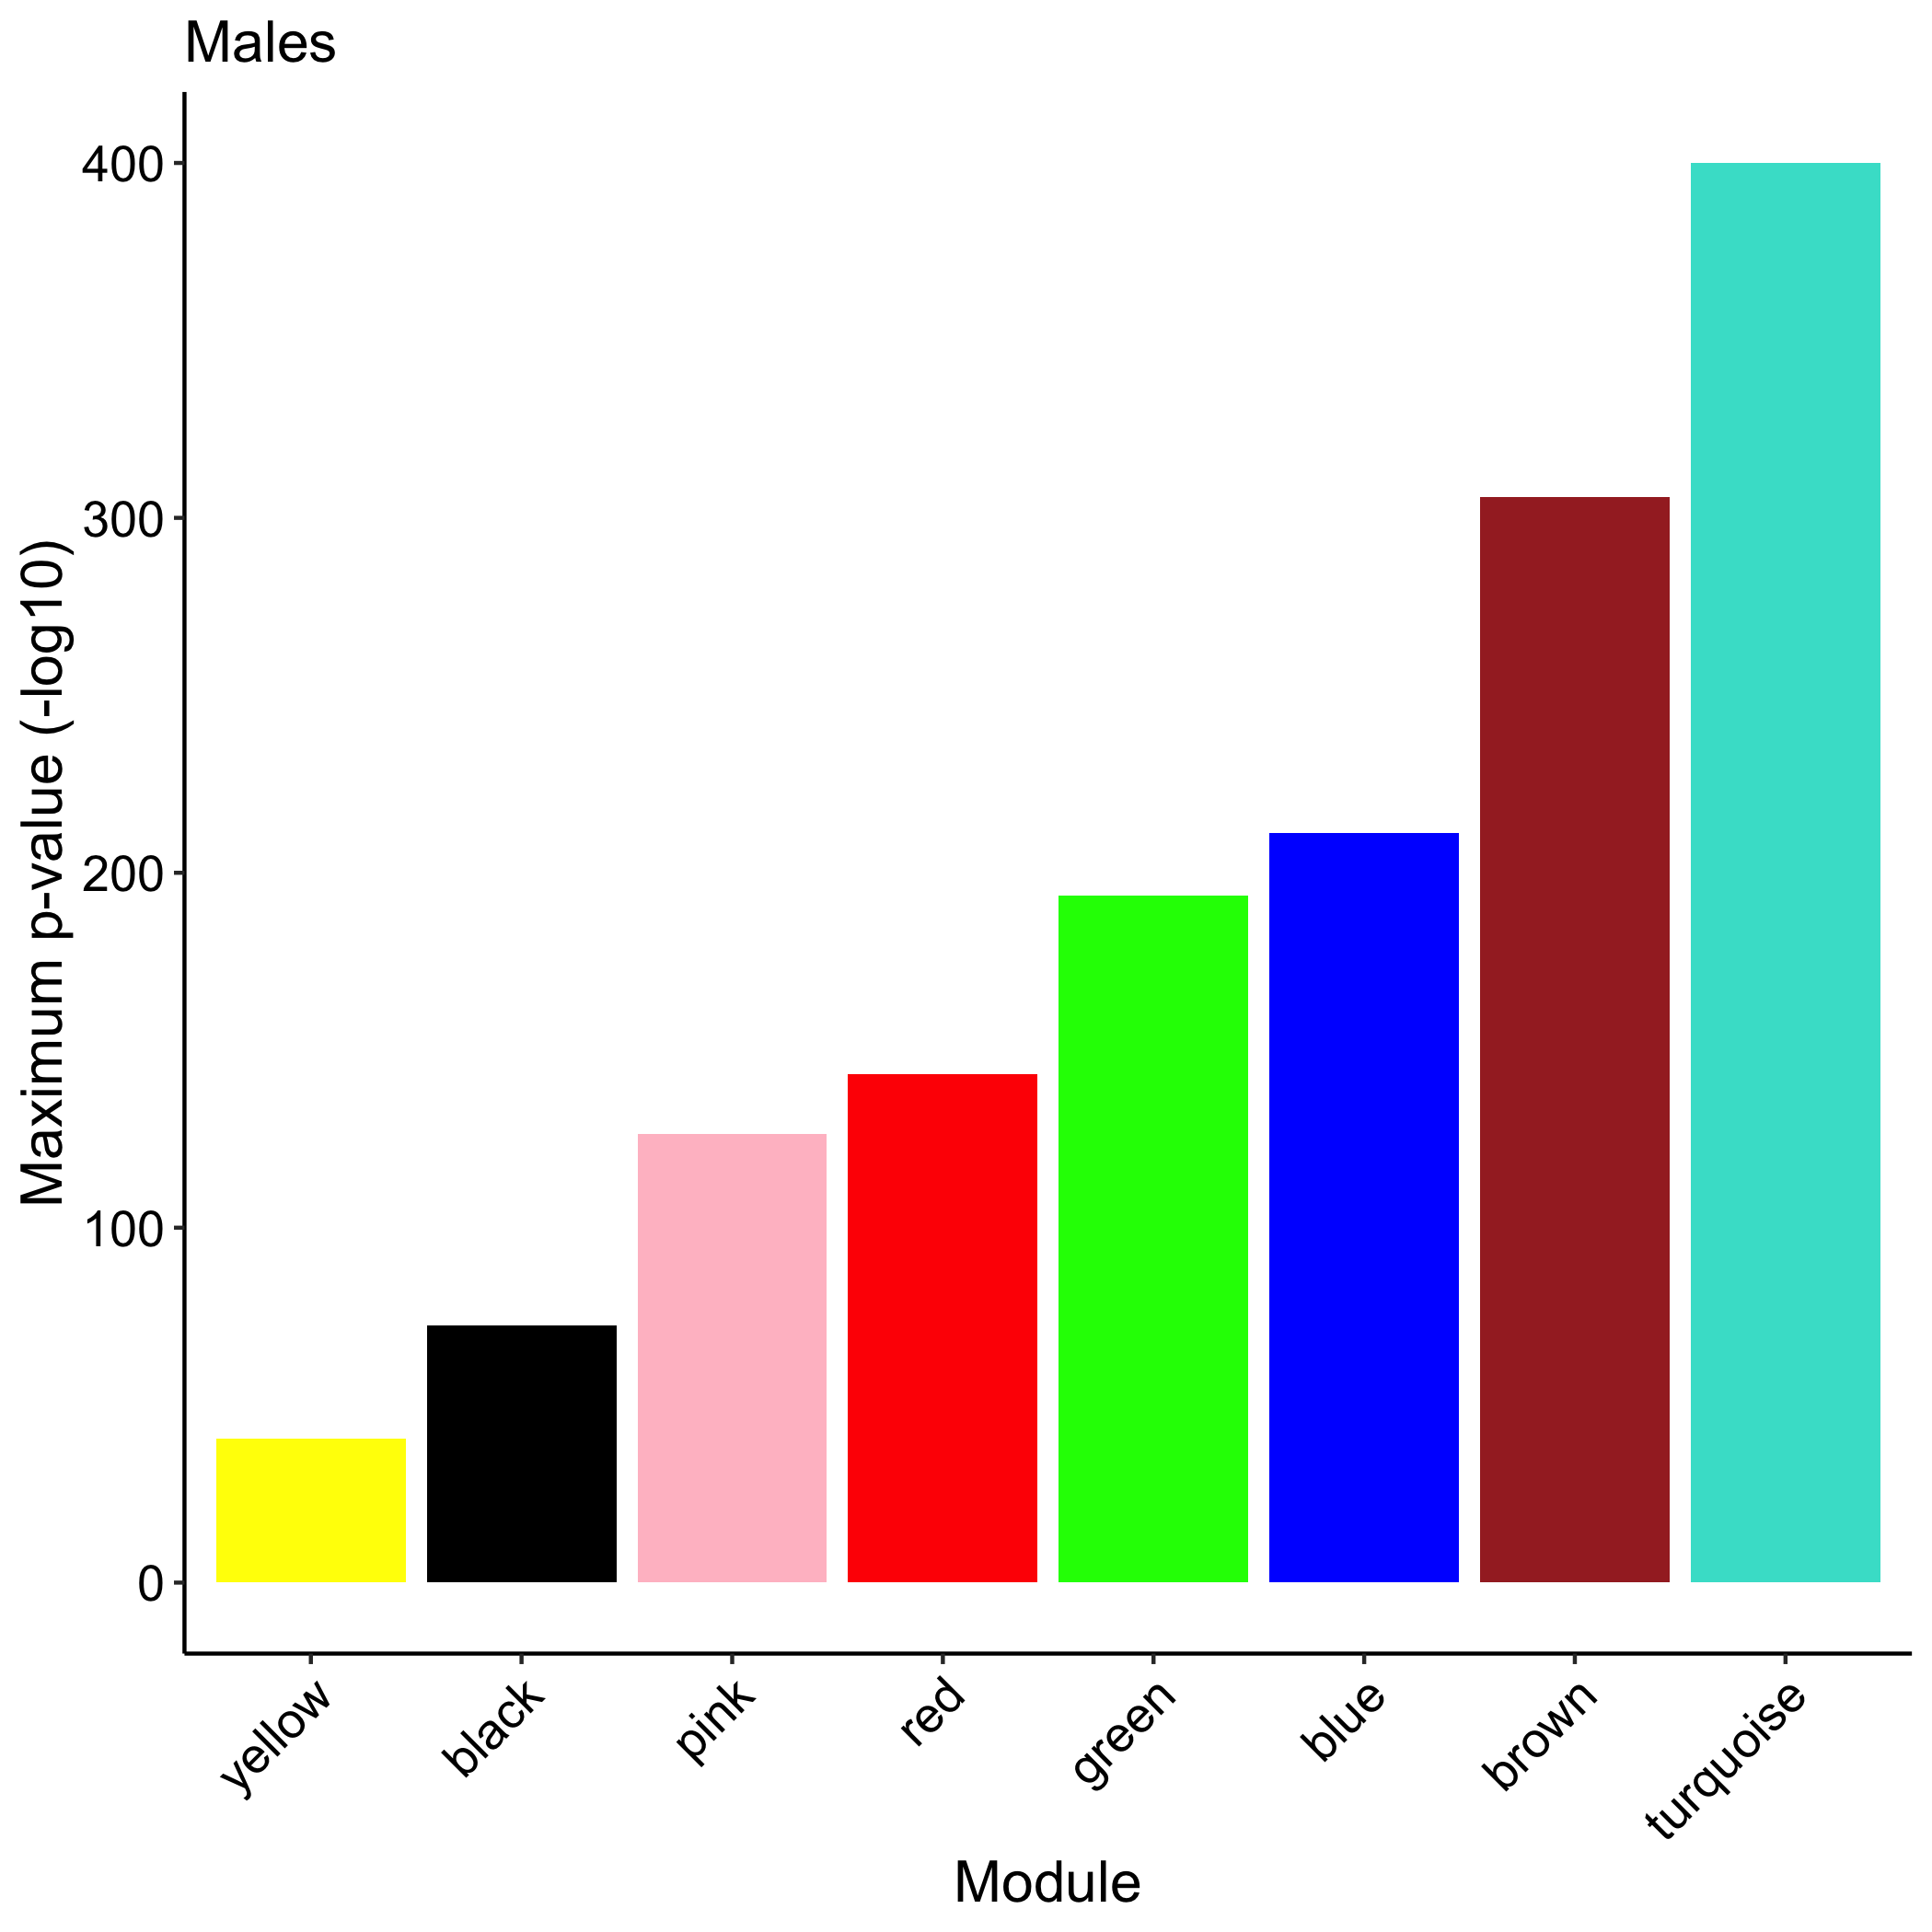 Males
Maximum p-value (-log10)
400
300
200
100
0
yellow
black
pink
red
green
blue
brown
turquoise
Module